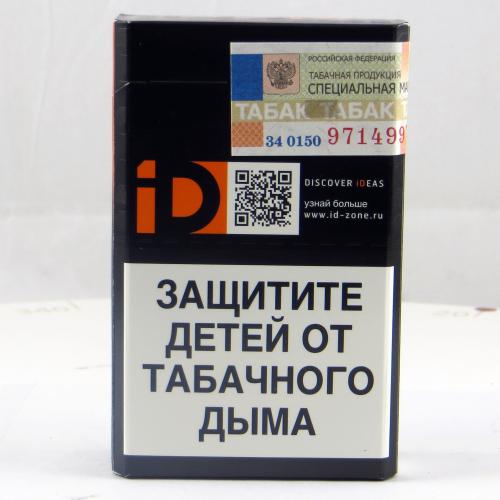 РОССИЙСКАЯ ФЕДЕРАЦИЯ
ТАБАЧНАЯ ПРОДУКЦИЯ
СПЕЦИАЛЬНАЯ МА
ТАБАК ТАБАК Т
34 0150 971499
iD
DISCOVER iDEAS
узнай больше
www.id-zone.ru
ЗАЩИТИТЕ
ДЕТЕЙ ОТ
ТАБАЧНОГО
ДЫМА